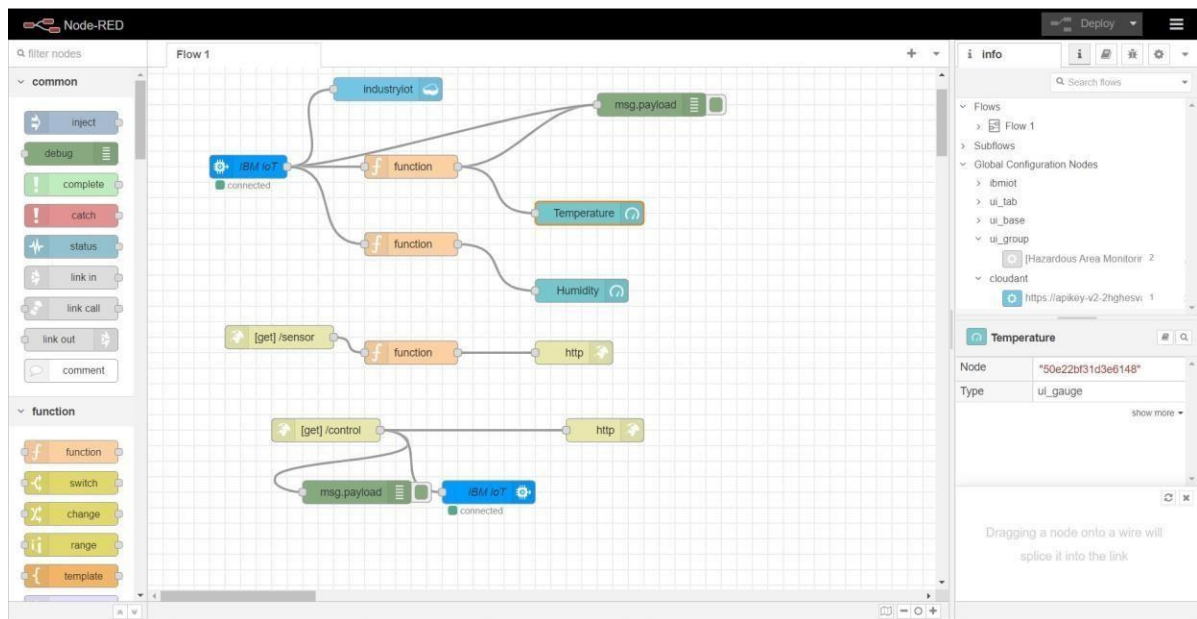 Node-RED
Deploy
filter nodes
common
inject
debug
complete
catch
status
link in
link call
link out
comment
function
function
switch
change
range
template
Flow 1
industryiot
msg.payload
IBM IoT
connected
function
Temperature
function
Humidity
[get] /sensor
function
http
[get] /control
http
msg.payload
IBM IoT
connected
i info
Search flows
Flows
Flow 1
Subflows
Global Configuration Nodes
ibmiot
ui_tab
ui_base
ui_group
[Hazardous Area Monitorir 2
cloudant
https://apikey-v2-2hghesv 1
Temperature
Node "50e22bf31d3e6148"
Type ui_gauge
show more
Dragging a node onto a wire will
splice it into the link